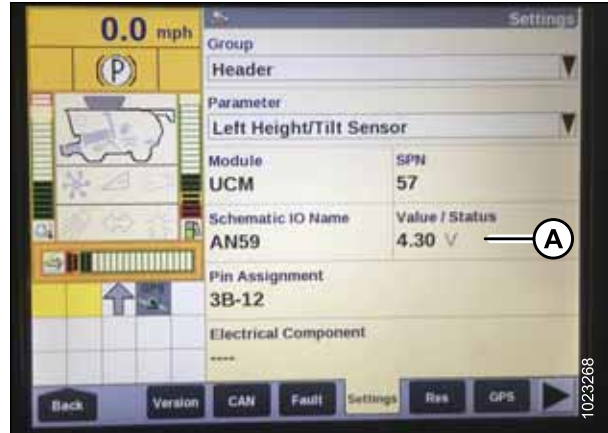 0.0 mph
Settings
(P)
Group
Header
Parameter
Left Height/Tilt Sensor
Module
SPN
UCM
57
Schematic IO Name
Value / Status
AN59
4.30 V
A
Pin Assignment
3B-12
GPS
Electrical Component
----
Back
Version
CAN
Fault
Settings
Res
GPS
1023268